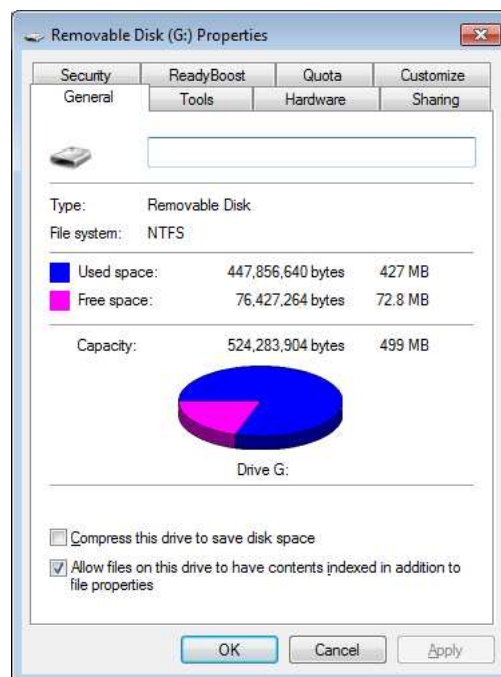 Removable Disk (G:) Properties
Security ReadyBoost Quota Customize
General Tools Hardware Sharing
Type: Removable Disk
File system: NTFS
Used space: 447,856,640 bytes 427 MB
Free space: 76,427,264 bytes 72.8 MB
Capacity: 524,283,904 bytes 499 MB
Drive G:
Compress this drive to save disk space
Allow files on this drive to have contents indexed in addition to
file properties
OK Cancel Apply